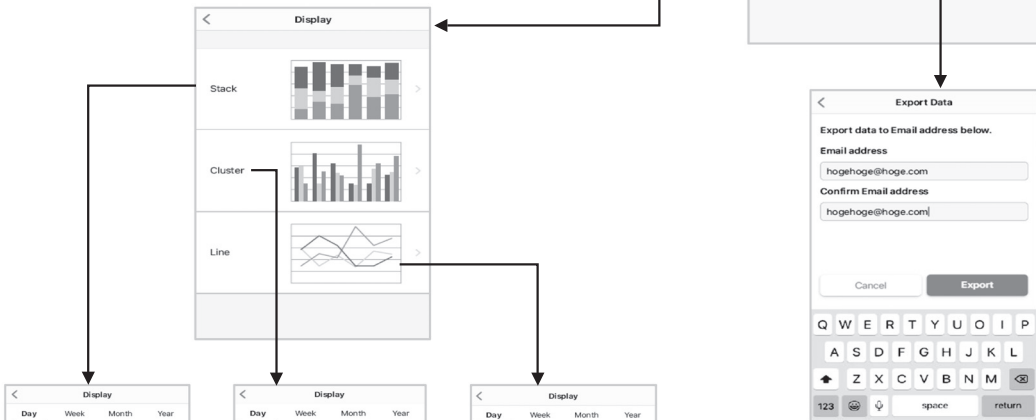 Display
Stack
Cluster
Line
Display
Day Week Month Year
Display
Day Week Month Year
Display
Day Week Month Year
Export Data
Export data to Email address below.
Email address
hogehoge@hoge.com
Confirm Email address
hogehoge@hoge.com
Cancel Export
Q W E R T Y U O I P
A S D F G H J K L
Z X C V B N M
123 space return